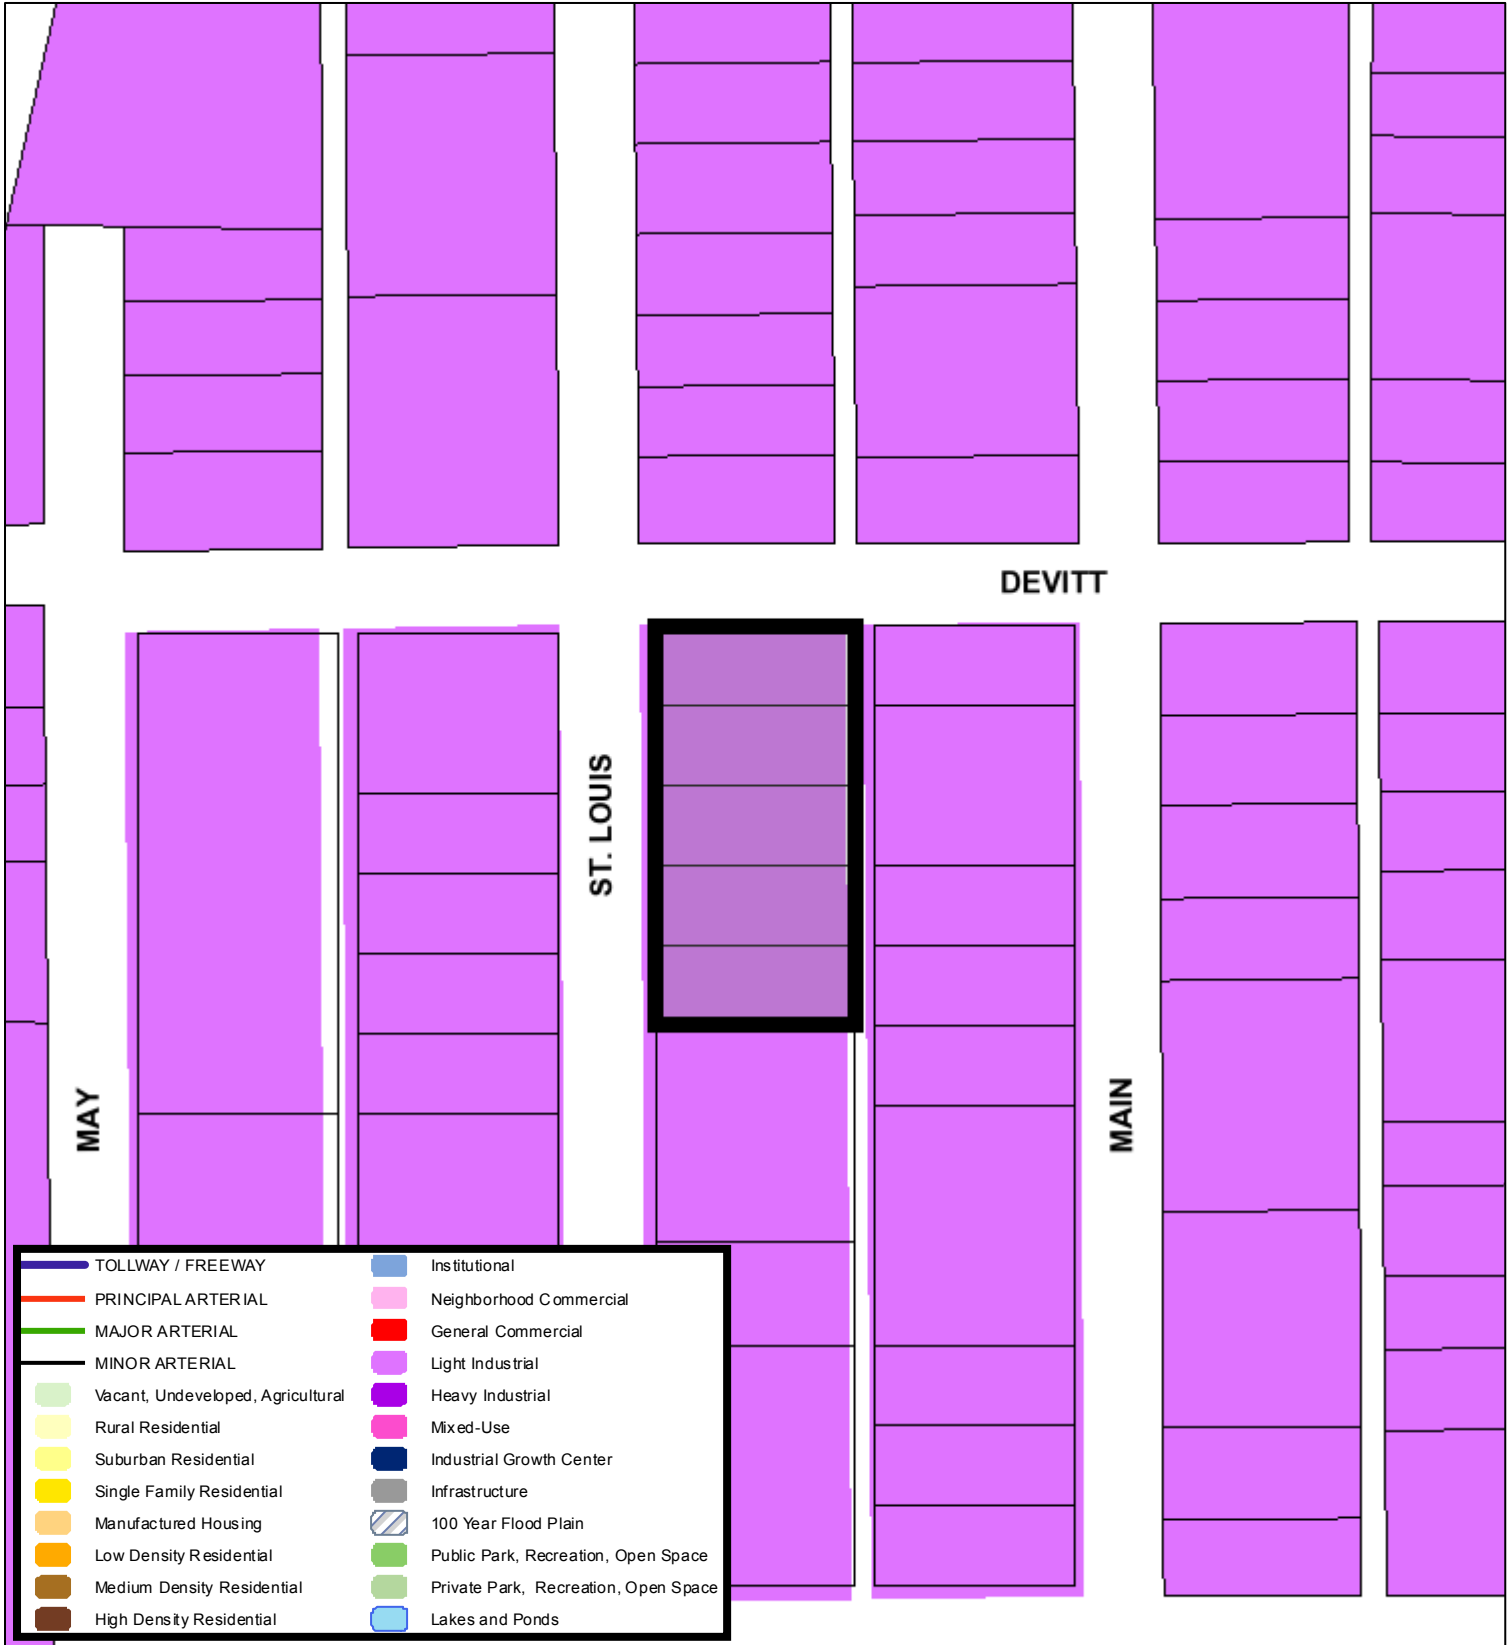 DEVITT
ST. LOUIS
MAY
MAIN
TOLLWAY / FREEWAY
PRINCIPAL ARTERIAL
MAJOR ARTERIAL
MINOR ARTERIAL
Vacant, Undeveloped, Agricultural
Rural Residential
Suburban Residential
Single Family Residential
Manufactured Housing
Low Density Residential
Medium Density Residential
High Density Residential
Institutional
Neighborhood Commercial
General Commercial
Light Industrial
Heavy Industrial
Mixed-Use
Industrial Growth Center
Infrastructure
100 Year Flood Plain
Public Park, Recreation, Open Space
Private Park, Recreation, Open Space
Lakes and Ponds